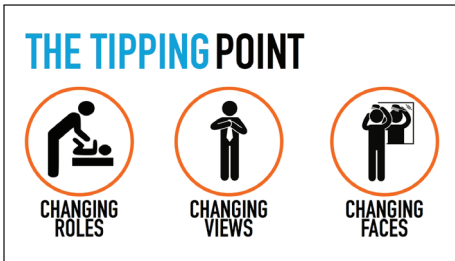 THE TIPPING POINT
CHANGING
ROLES
CHANGING
VIEWS
CHANGING
FACES